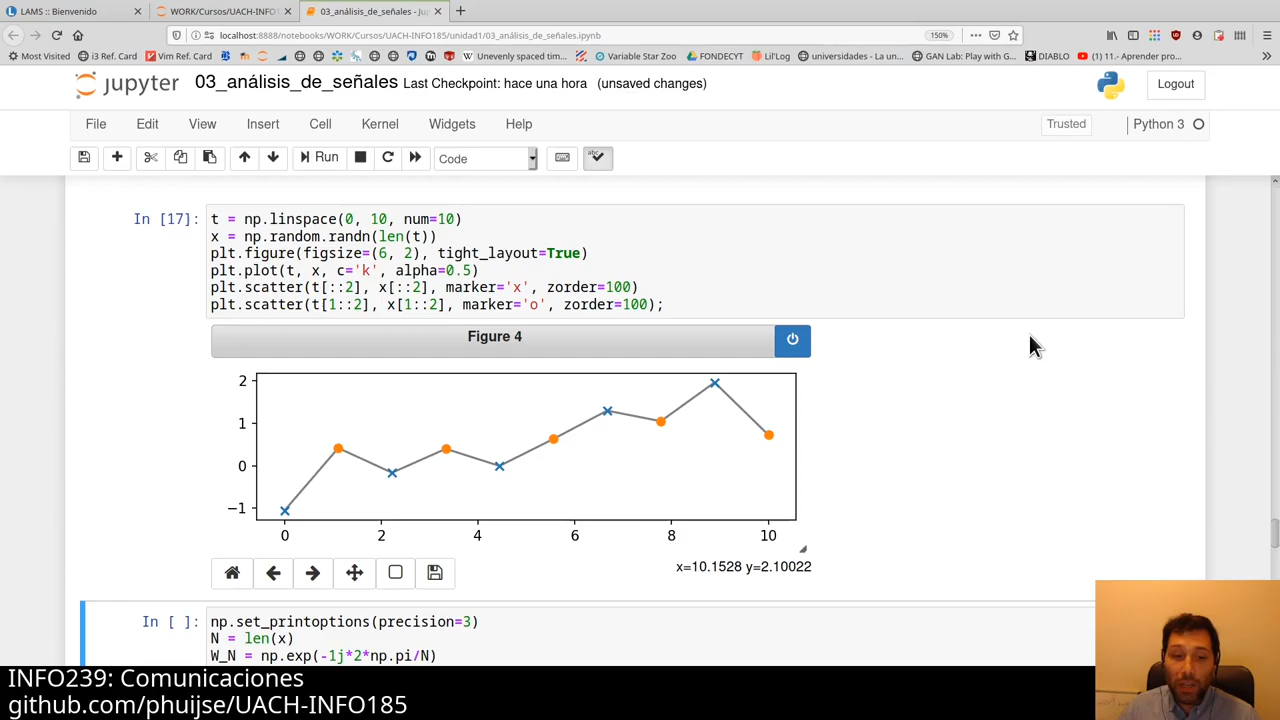 LAMS :: Bienvenido
WORK/Cursos/UACH-INFO1
03_análisis_de_señales - Ju
localhost:8888/notebooks/WORK/Cursos/UACH-INFO185/unidad1/03_análisis_de_señales.ipynb
150%
Most Visited
i3 Ref. Card
Vim Ref. Card
Unevenly spaced tim...
Variable Star Zoo
FONDECYT
Lil'Log
universidades - La un...
GAN Lab: Play with G...
DIABLO
(1) 11.- Aprender pro...
jupyter 03_análisis_de_señales Last Checkpoint: hace una hora (unsaved changes)
Logout
File Edit View Insert Cell Kernel Widgets Help
Trusted
Python 3
Run
Code
In [17]:
t = np.linspace(0, 10, num=10)
x = np.random.randn(len(t))
plt.figure(figsize=(6, 2), tight_layout=True)
plt.plot(t, x, c='k', alpha=0.5)
plt.scatter(t[::2], x[::2], marker='x', zorder=100)
plt.scatter(t[1::2], x[1::2], marker='o', zorder=100);
Figure 4
2
1
0
−1
0 2 4 6 8 10
x=10.1528 y=2.10022
In [ ]:
np.set_printoptions(precision=3)
N = len(x)
W_N = np.exp(-1j*2*np.pi/N)
INFO239: Comunicaciones
github.com/phuijse/UACH-INFO185